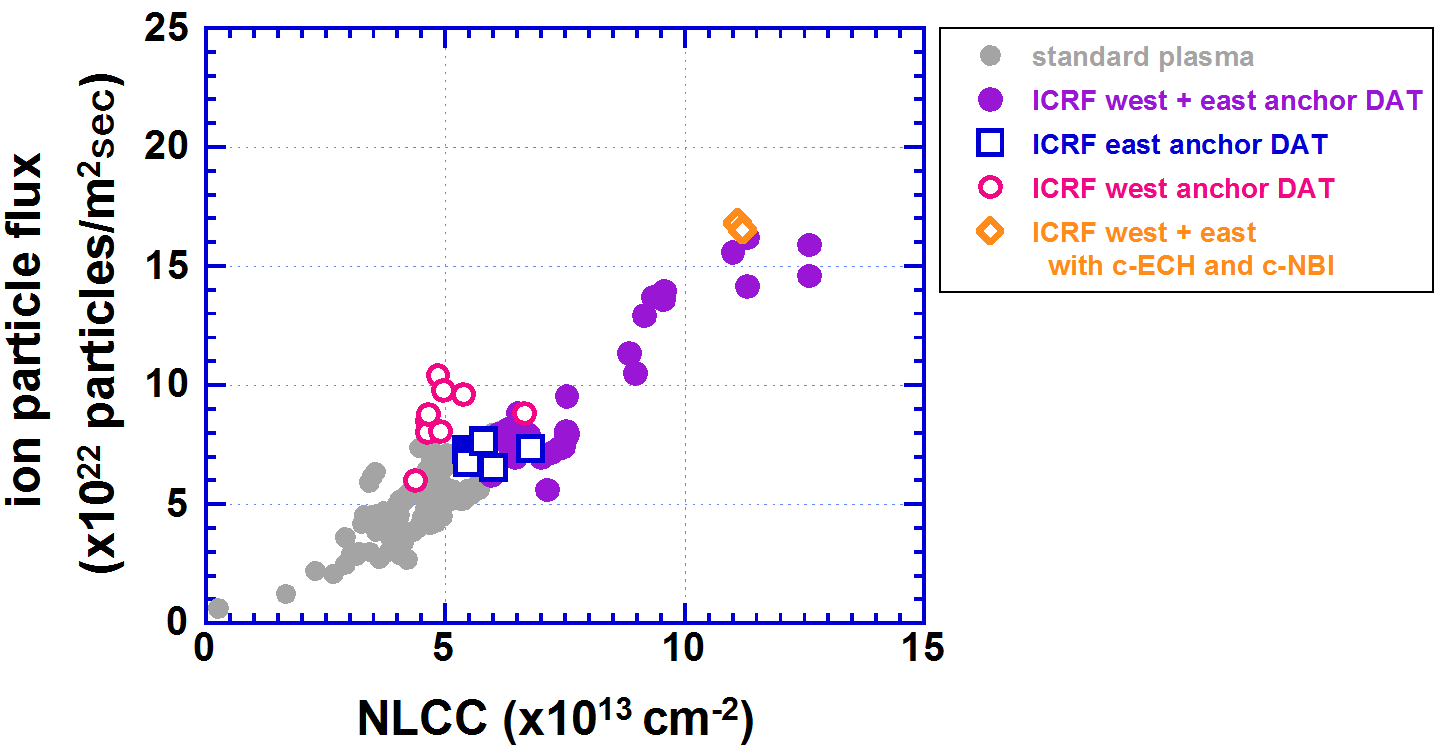 ion particle flux
(x10²² particles/m²sec)
25
20
15
10
5
0
0 5 10 15
NLCC (x10¹³ cm⁻²)
standard plasma
ICRF west + east anchor DAT
ICRF east anchor DAT
ICRF west anchor DAT
ICRF west + east
with c-ECH and c-NBI